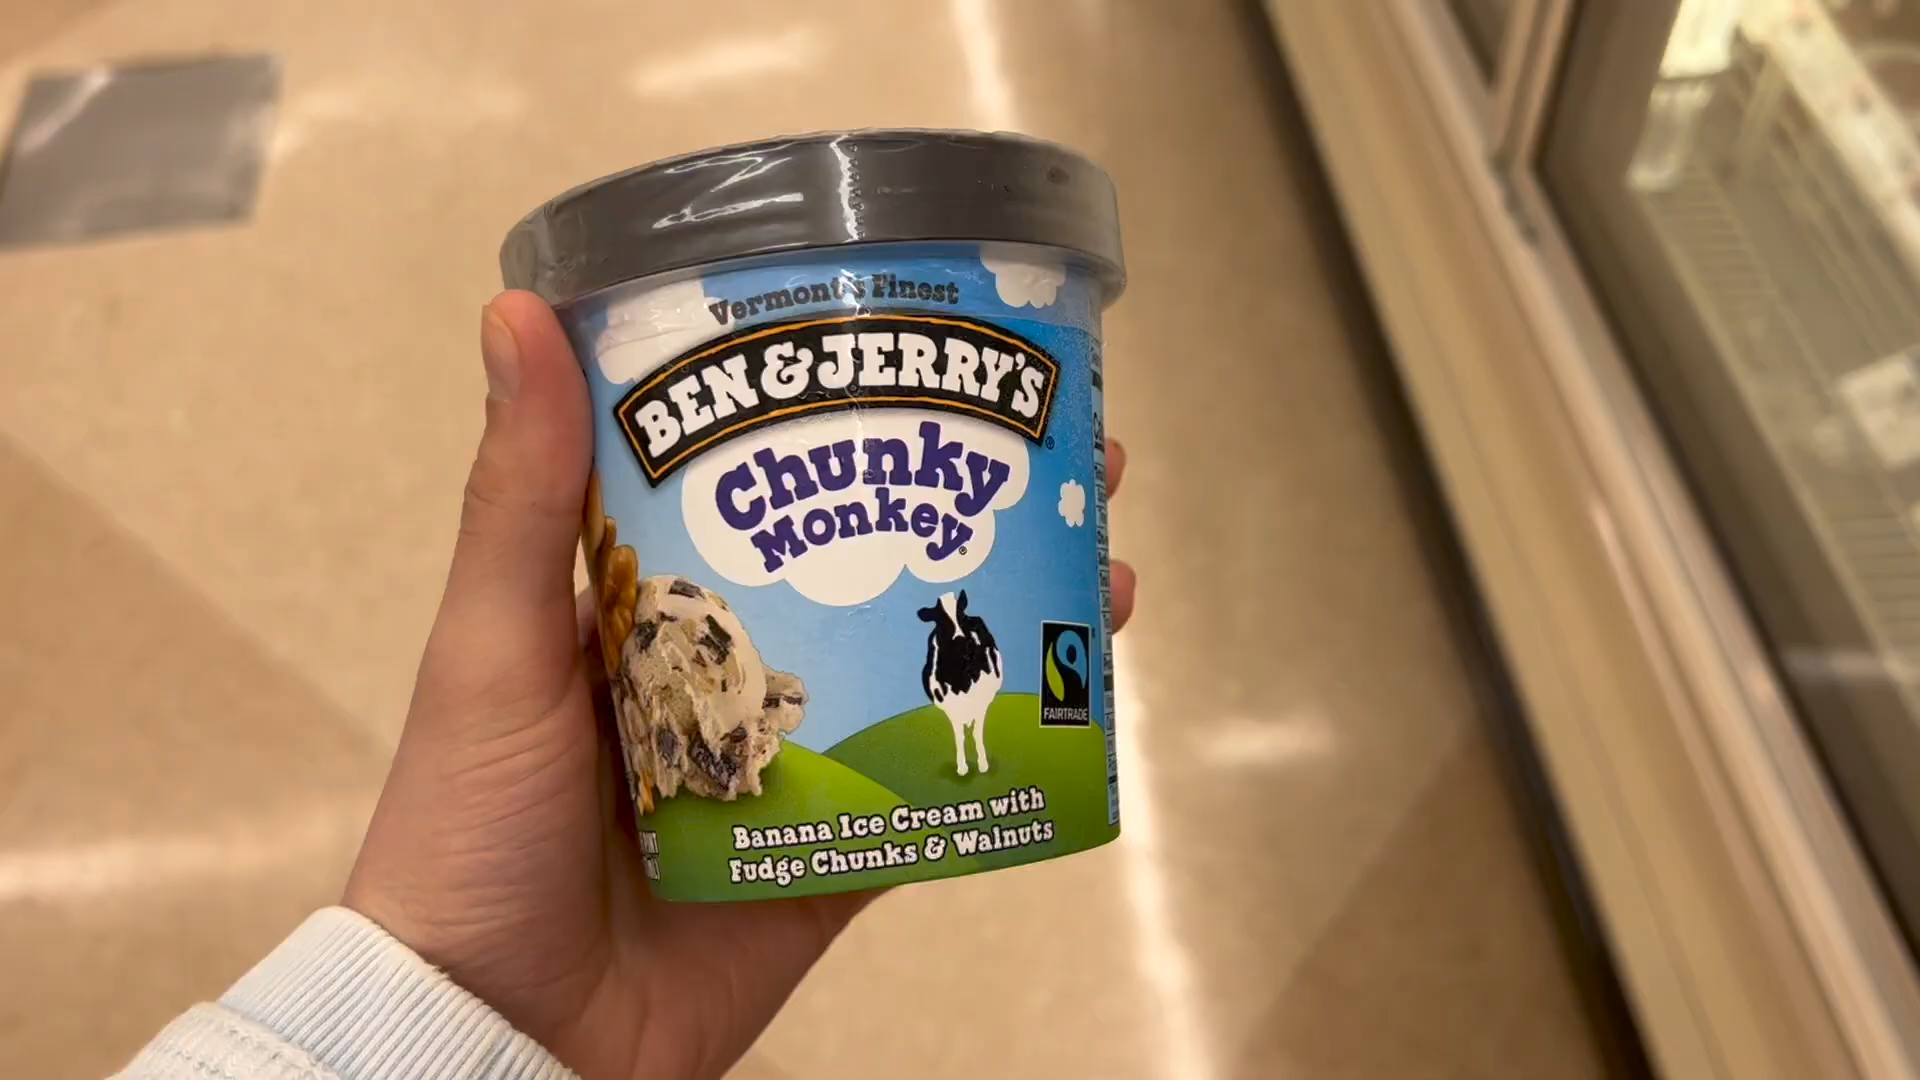 Vermont's Finest
BEN & JERRY'S®
Chunky
Monkey®
FAIRTRADE
Banana Ice Cream with
Fudge Chunks & Walnuts